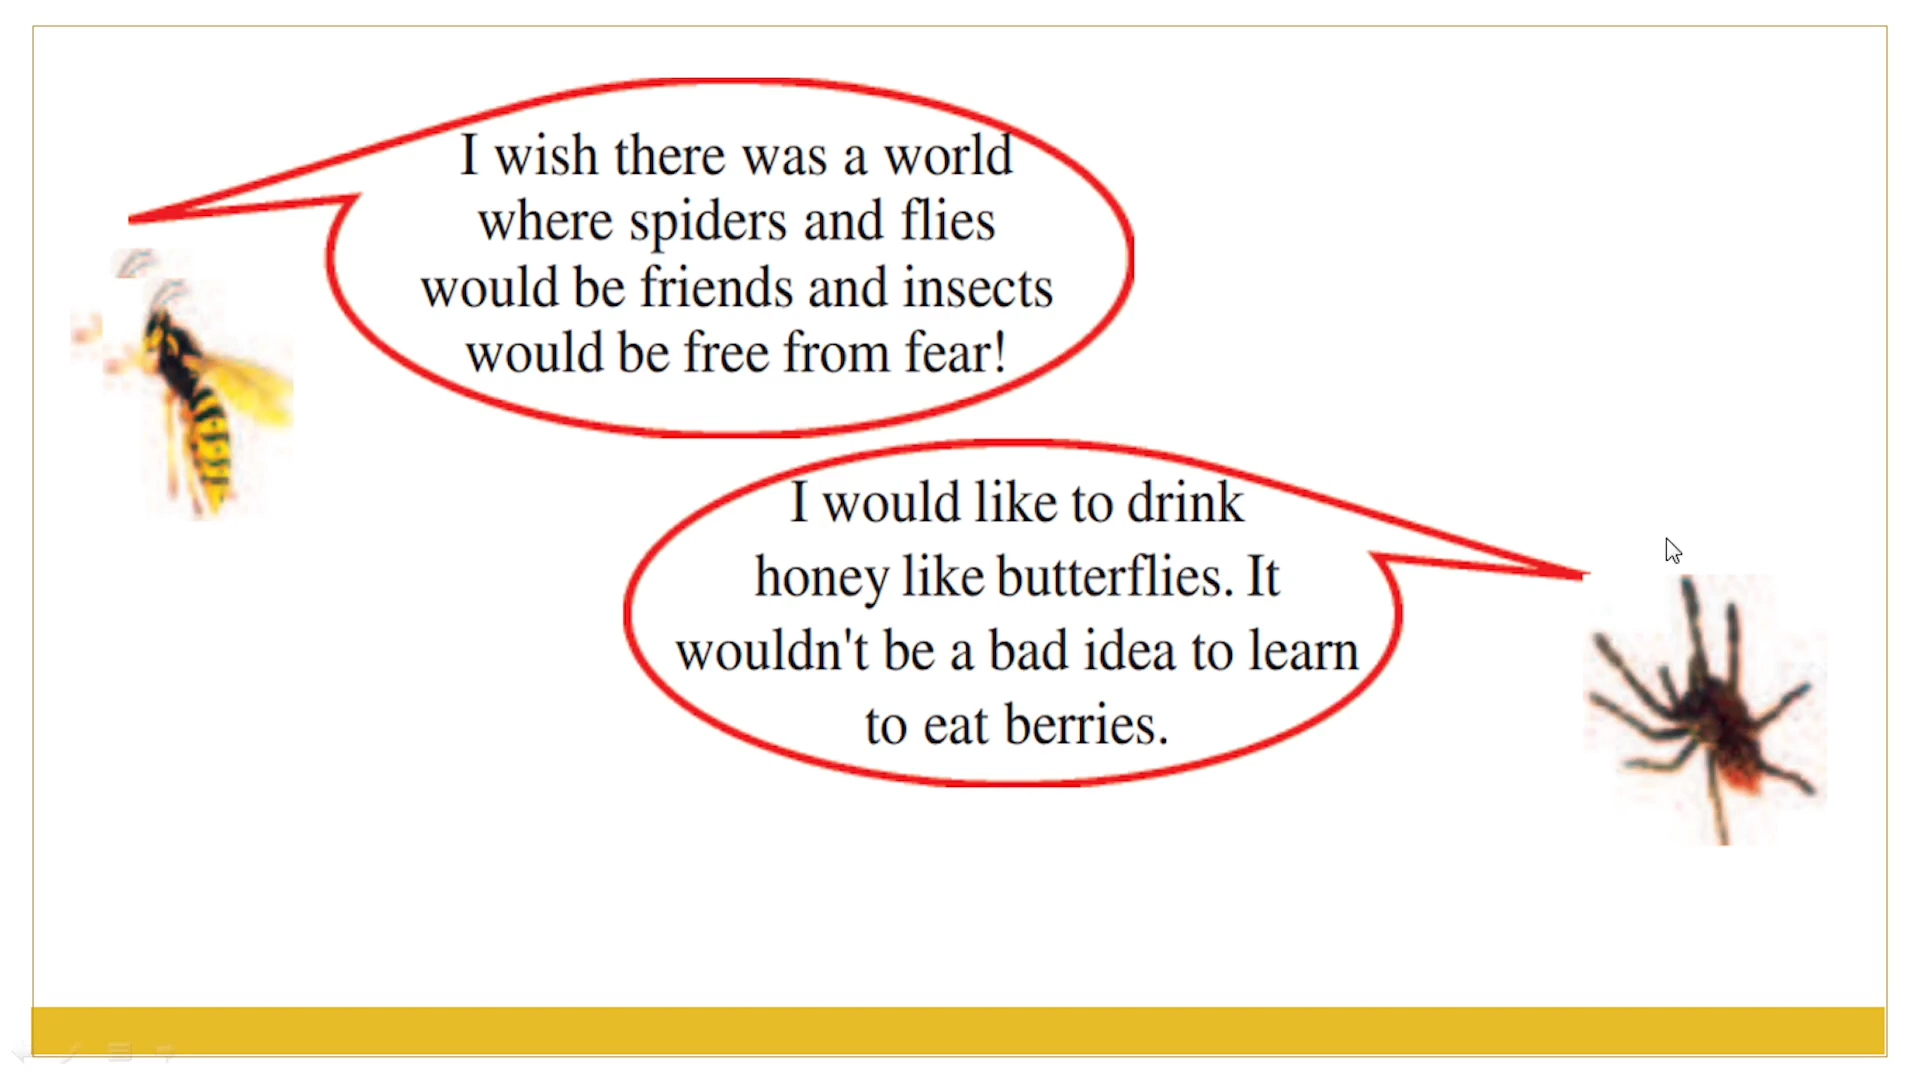 I wish there was a world
where spiders and flies
would be friends and insects
would be free from fear!
I would like to drink
honey like butterflies. It
wouldn't be a bad idea to learn
to eat berries.